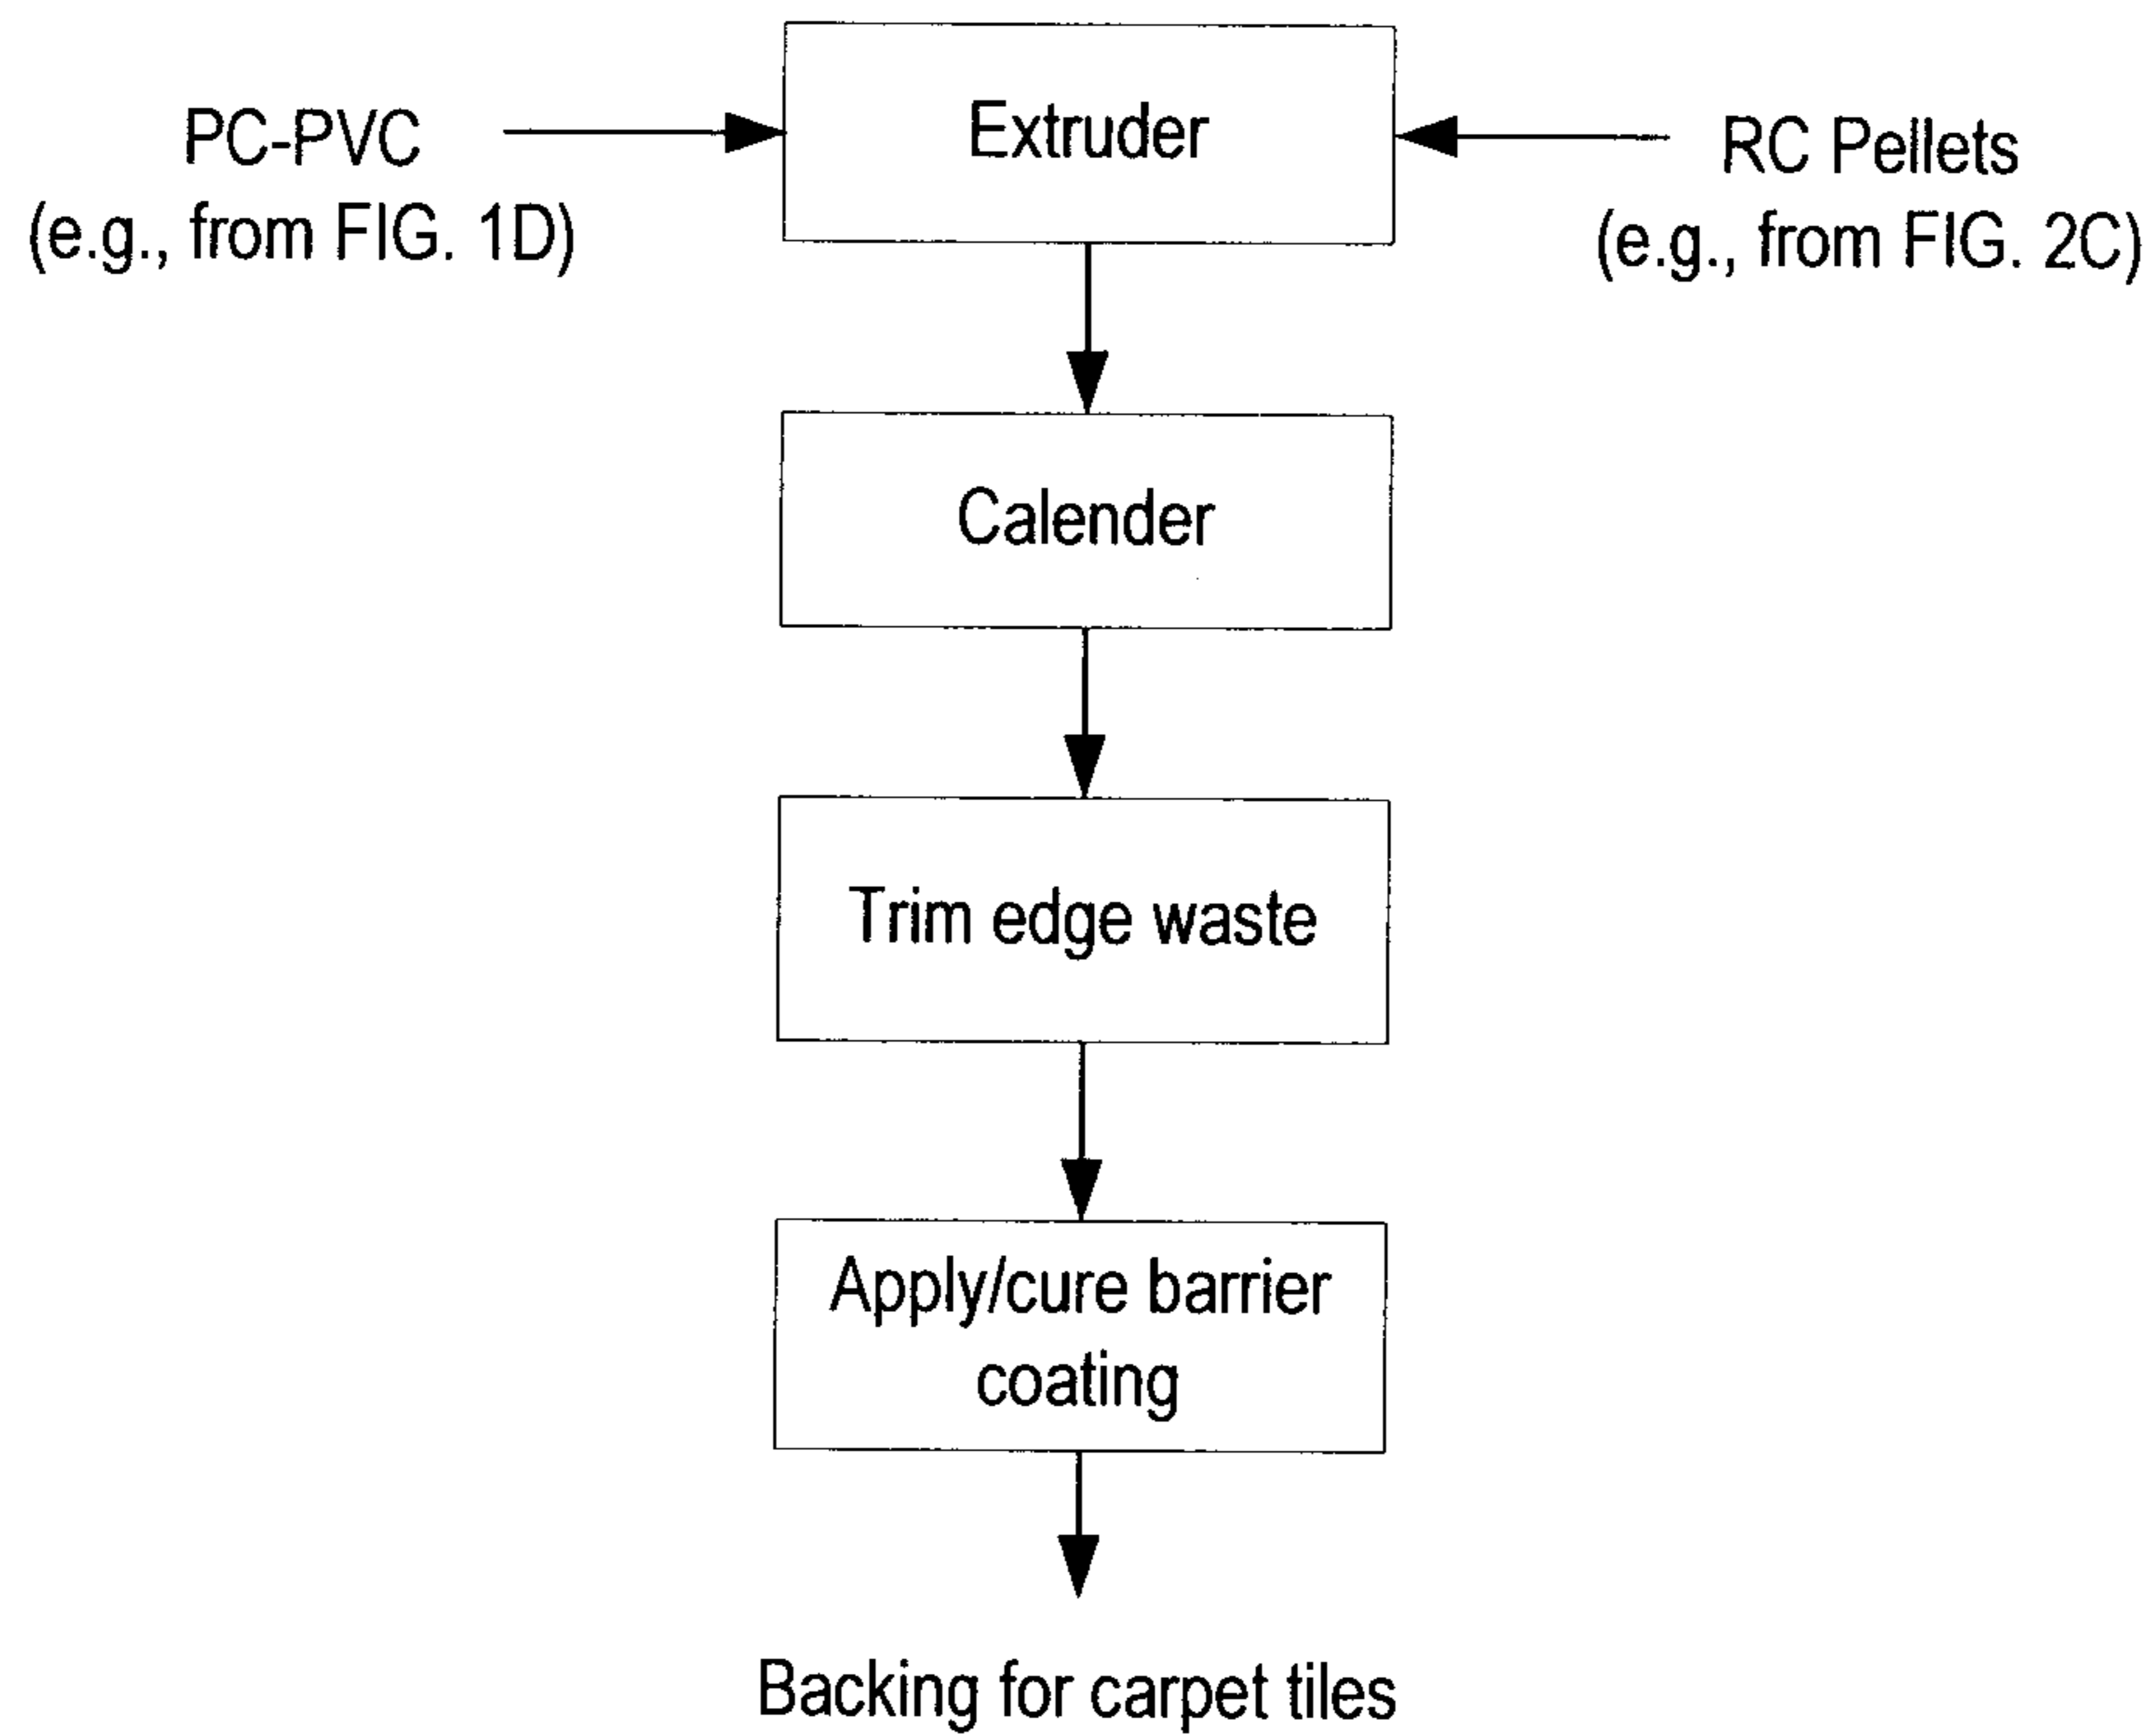 Extruder
PC-PVC
(e.g., from FIG. 1D)
RC Pellets
(e.g., from FIG. 2C)
Calender
Trim edge waste
Apply/cure barrier
coating
Backing for carpet tiles